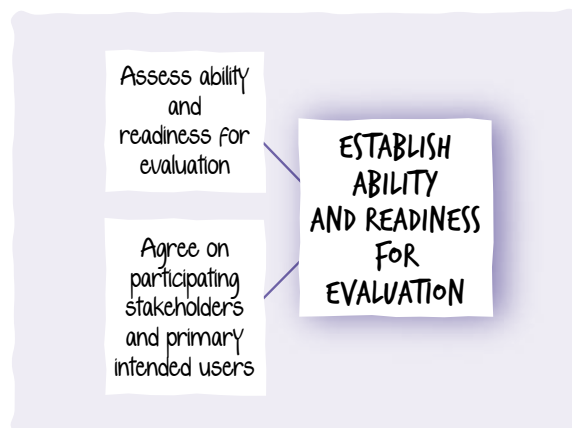 Assess ability
and
readiness for
evaluation
Agree on
participating
stakeholders
and primary
intended users
ESTABLISH
ABILITY
AND READINESS
FOR
EVALUATION